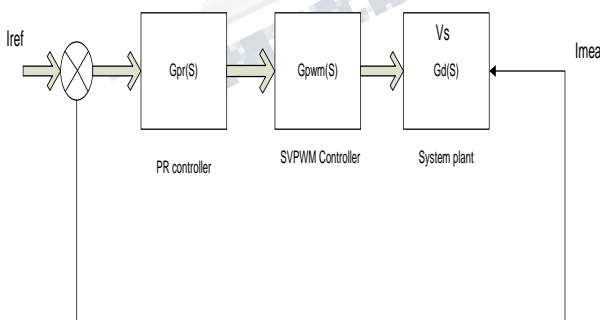 Iref
Vs
Imea
Gpr(S)
Gpwm(S)
Gd(S)
PR controller
SVPWM Controller
System plant